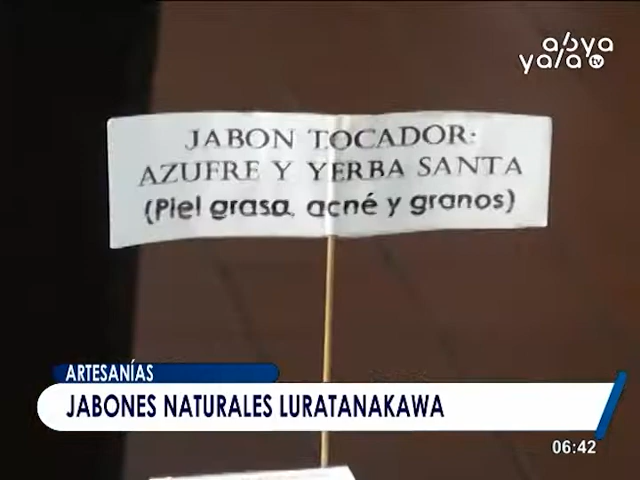 abya
yala
tv
JABON TOCADOR:
AZUFRE Y YERBA SANTA
(Piel grasa, acné y granos)
ARTESANÍAS
JABONES NATURALES LURATANAKAWA
06:42